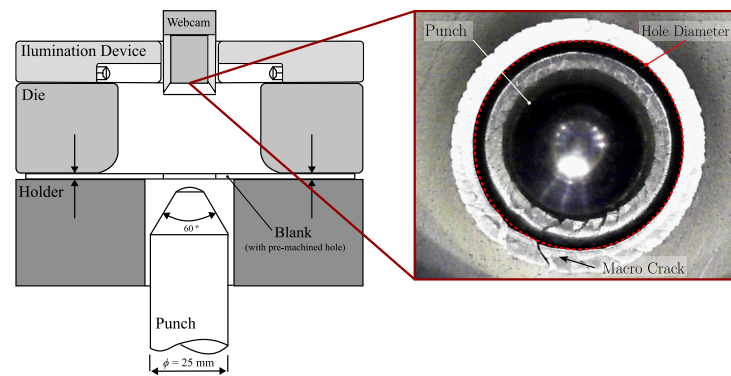 Webcam
Ilumination Device
Die
Holder
60°
Blank
(with pre-machined hole)
Punch
ϕ = 25 mm
Punch
Hole Diameter
Macro Crack